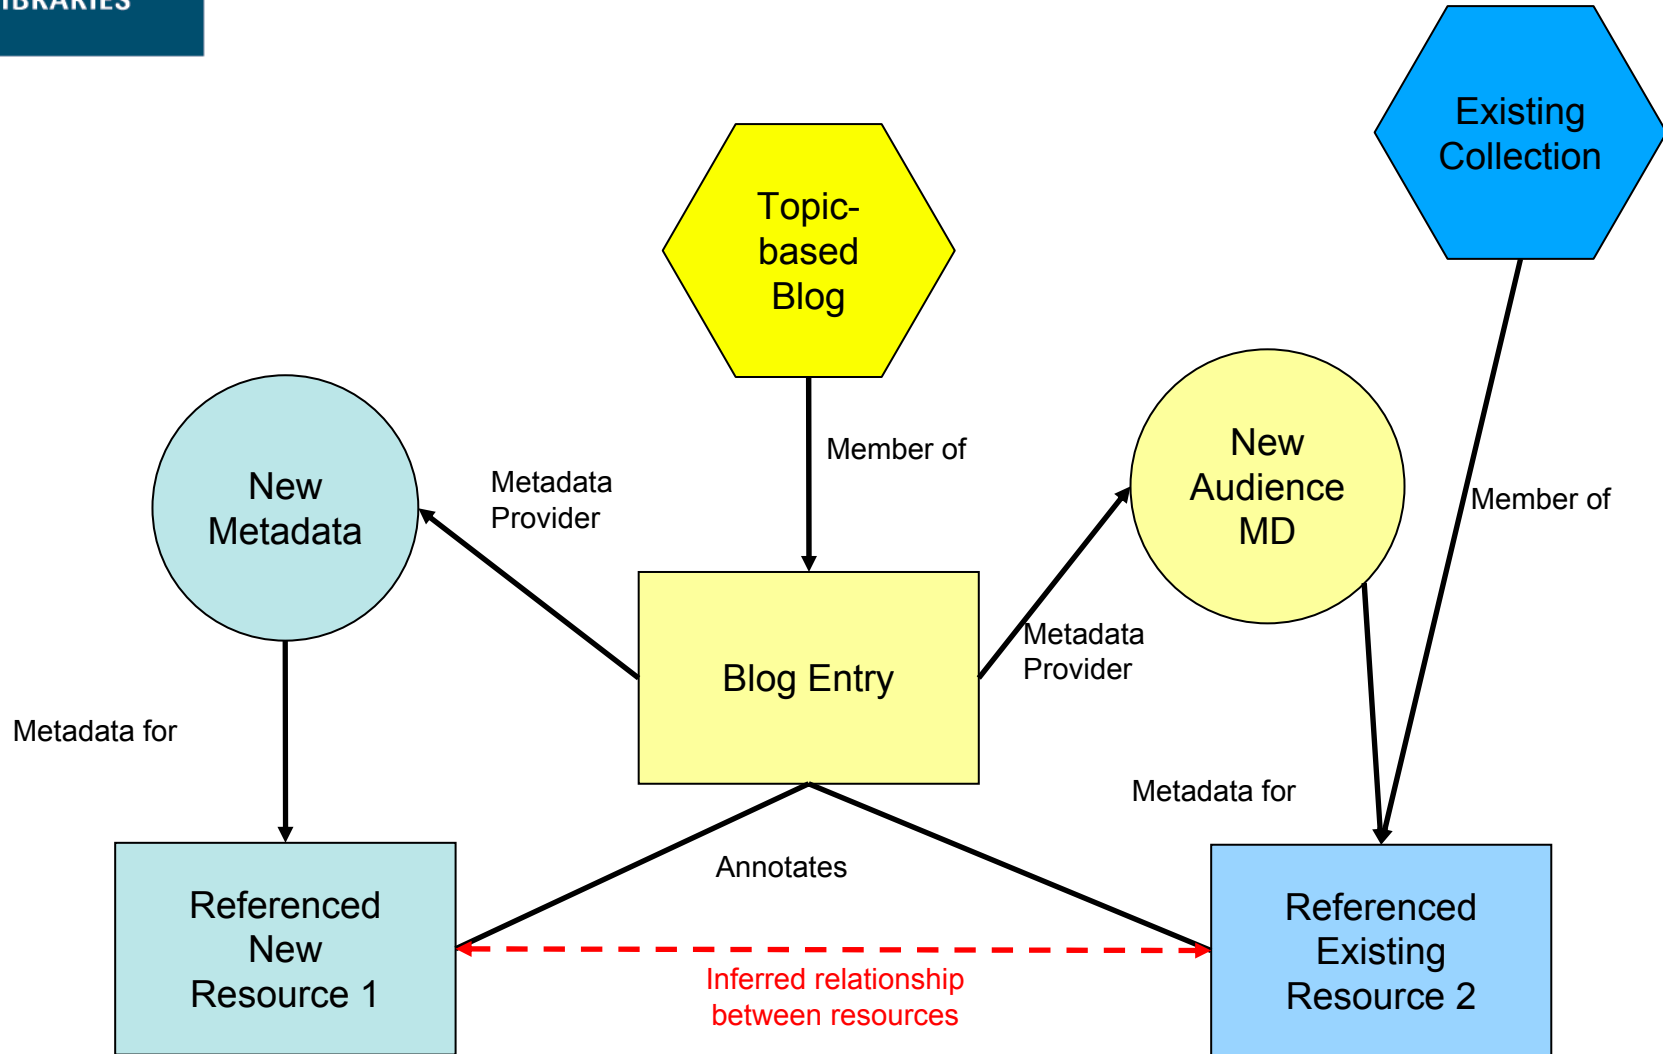 LIBRARIES
Existing
Collection
Topic-
based
Blog
Member of
New
Metadata
Metadata
Provider
New
Audience
MD
Member of
Metadata
Provider
Blog Entry
Metadata for
Metadata for
Annotates
Referenced
New
Resource 1
Inferred relationship
between resources
Referenced
Existing
Resource 2